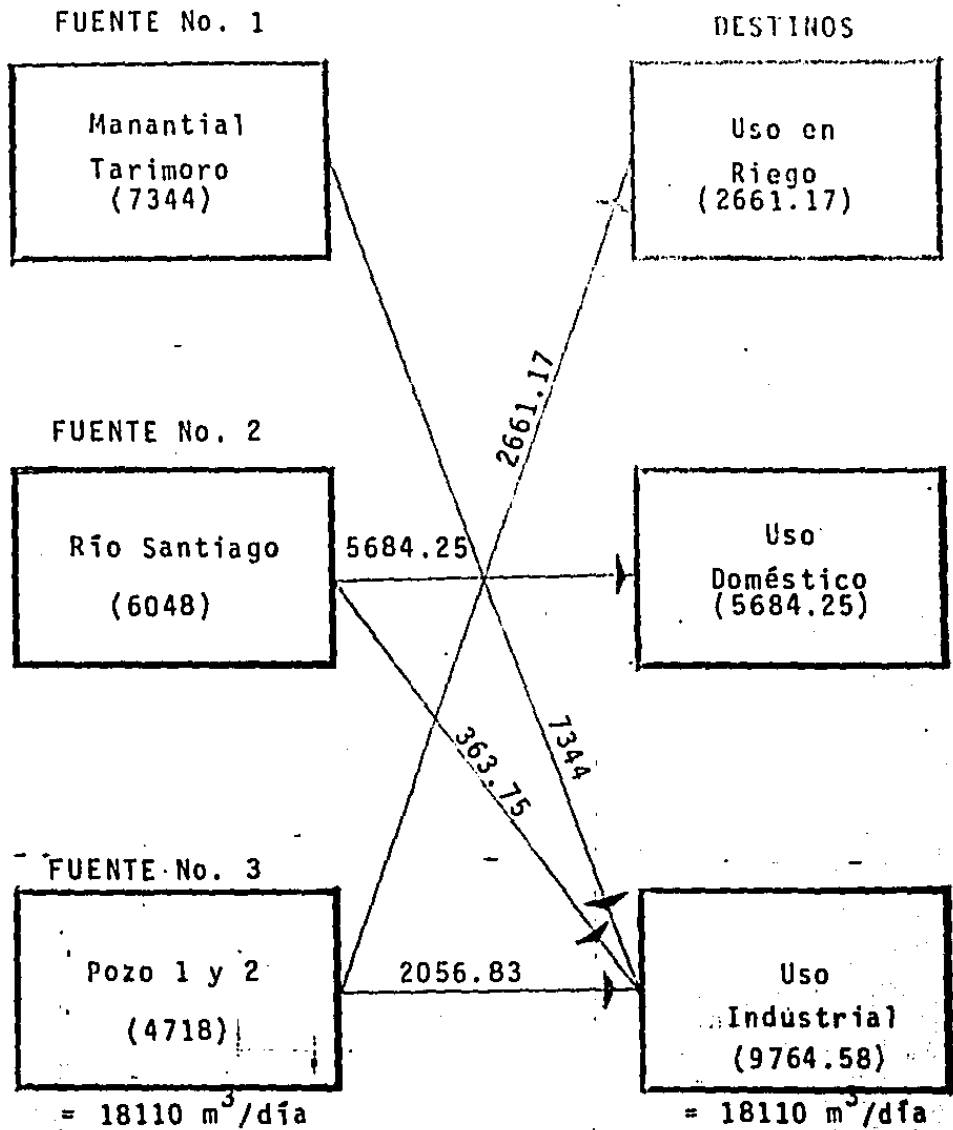 FUENTE No. 1
DESTINOS
Manantial
Tarimoro
(7344)
Uso en
Riego
(2661.17)
2661.17
FUENTE No. 2
Río Santiago
(6048)
5684.25
Uso
Doméstico
(5684.25)
363.75
7344
FUENTE No. 3
Pozo 1 y 2
(4718)
2056.83
Uso
Industrial
(9764.58)
= 18110 m³/día
= 18110 m³/día